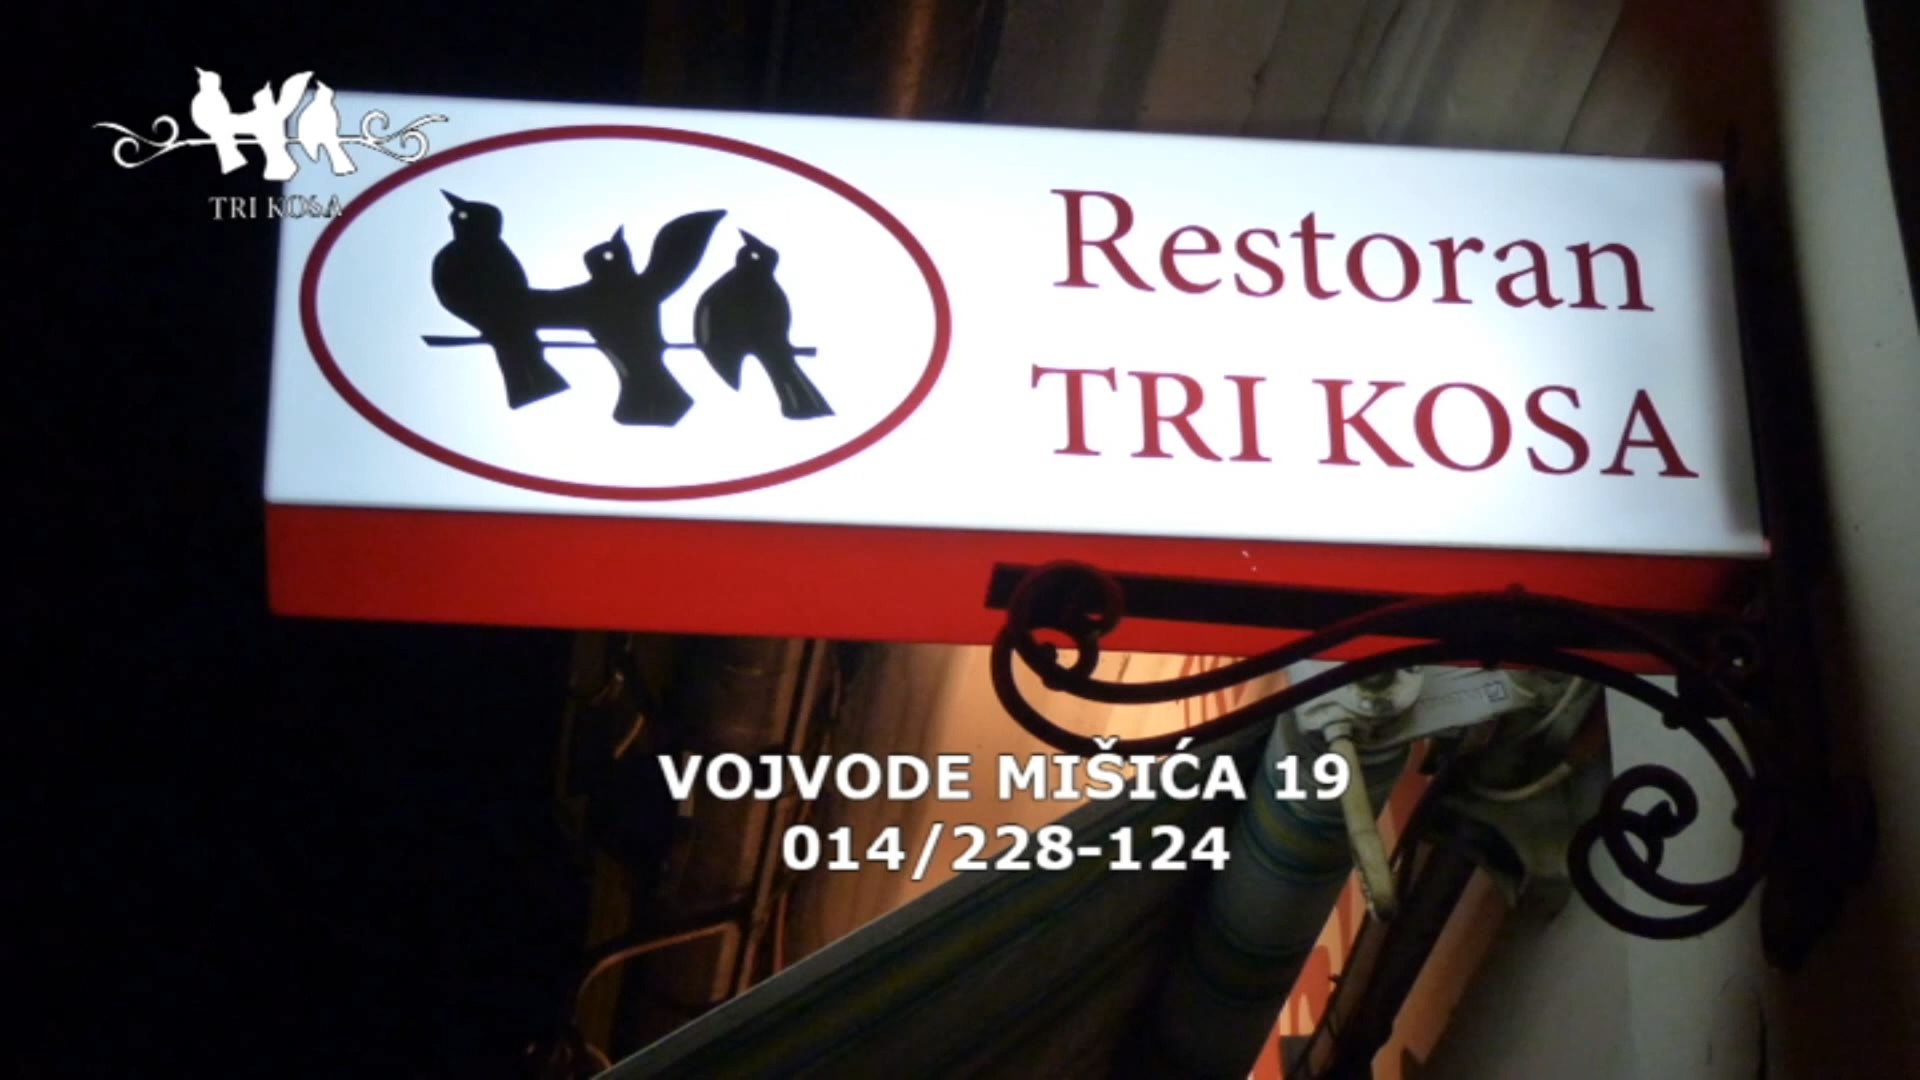 TRI KOSA
Restoran
TRI KOSA
VOJVODE MIŠIĆA 19
014/228-124